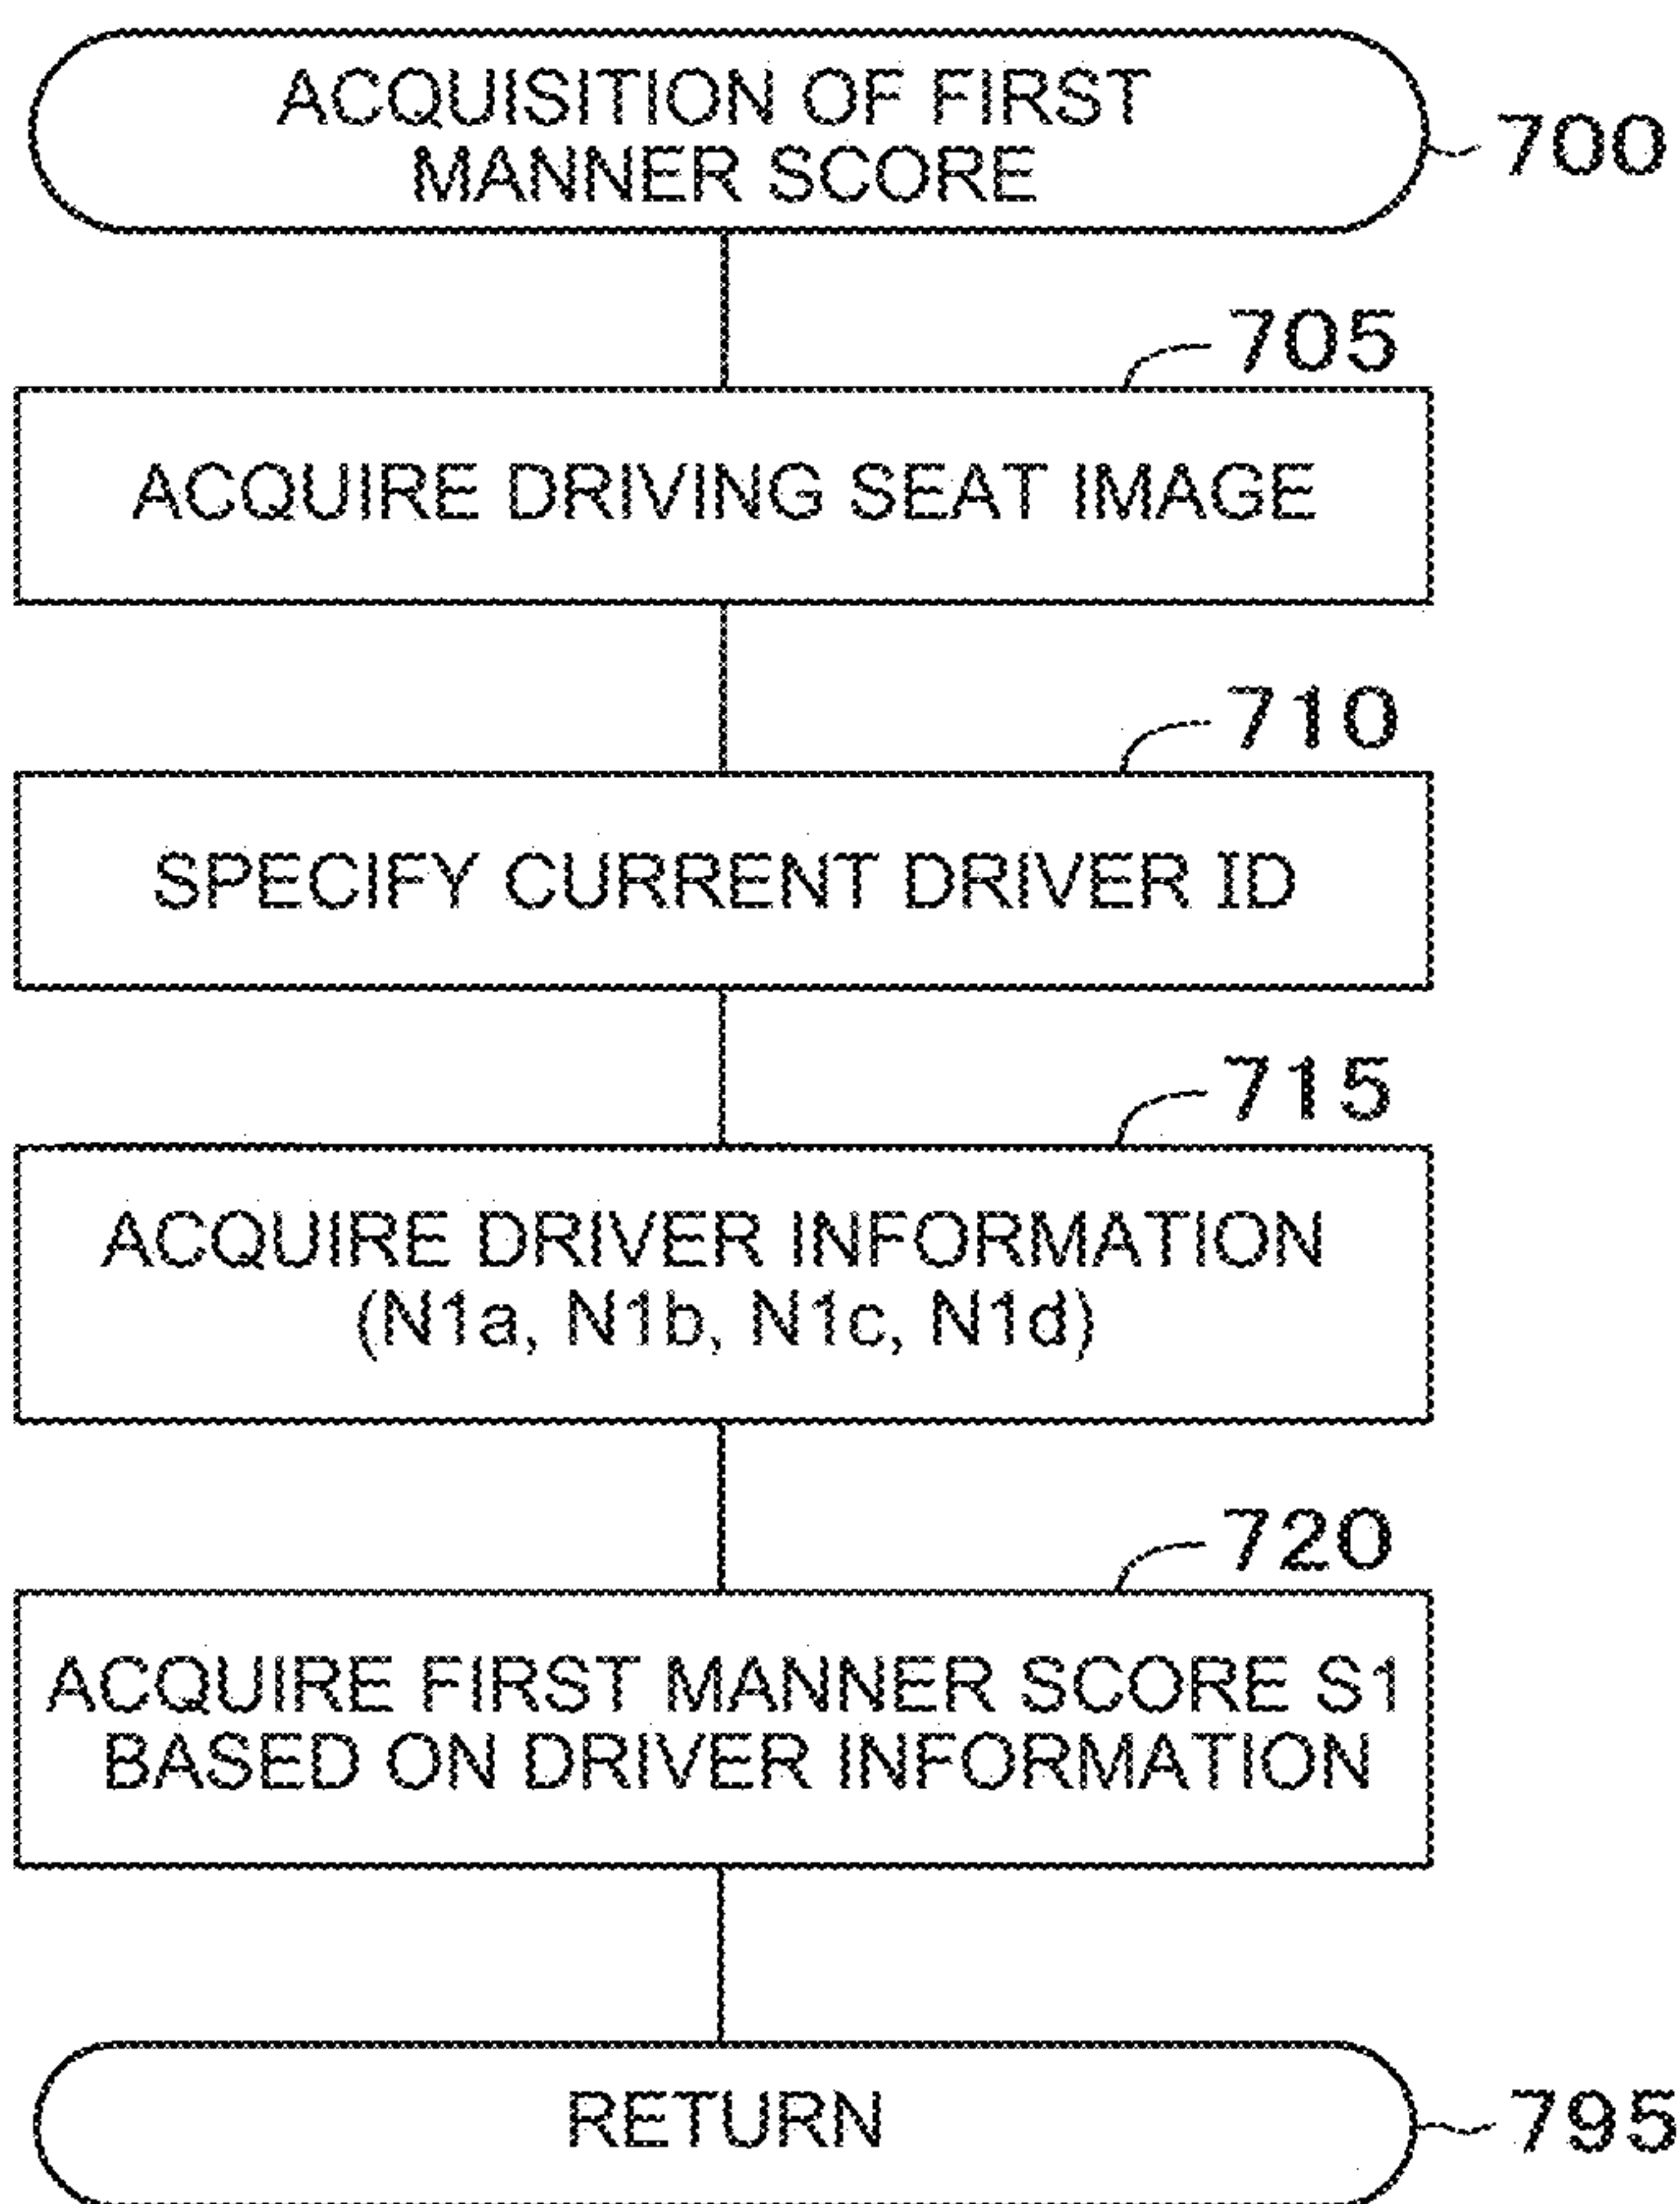 ACQUISITION OF FIRST
MANNER SCORE
700
705
ACQUIRE DRIVING SEAT IMAGE
710
SPECIFY CURRENT DRIVER ID
715
ACQUIRE DRIVER INFORMATION
(N1a, N1b, N1c, N1d)
720
ACQUIRE FIRST MANNER SCORE S1
BASED ON DRIVER INFORMATION
RETURN
795